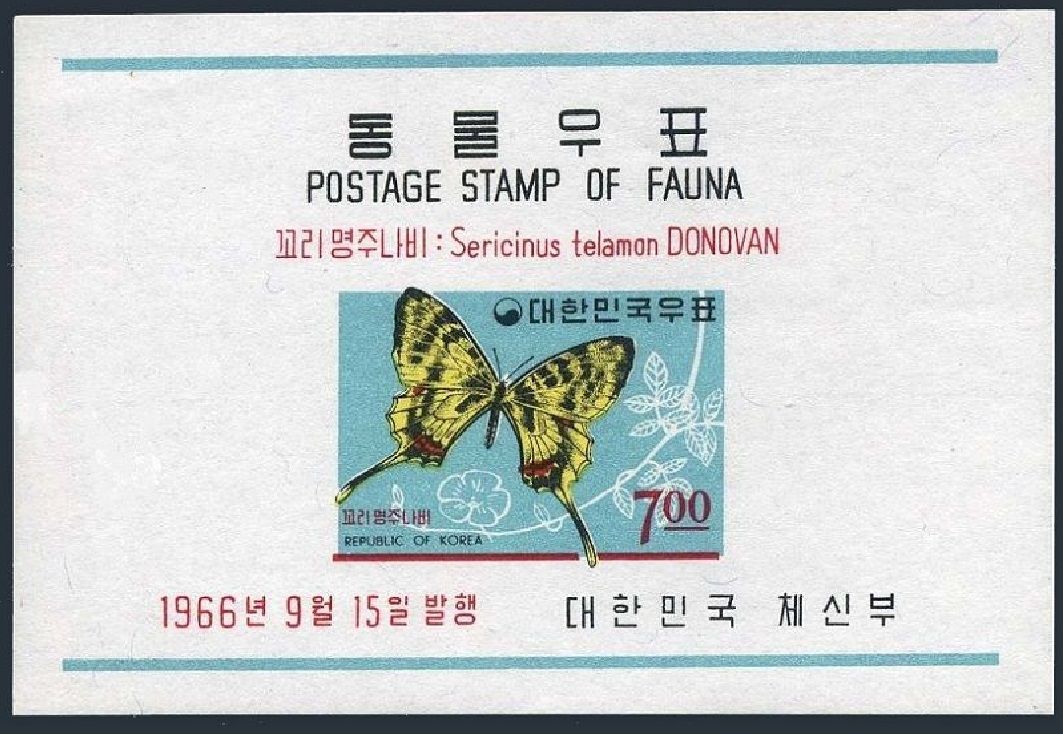 동물우표
POSTAGE STAMP OF FAUNA
꼬리명주나비 : Sericinus telamon DONOVAN
대한민국우표
꼬리명주나비
REPUBLIC OF KOREA
700
1966년 9월 15일 발행
대한민국 체신부